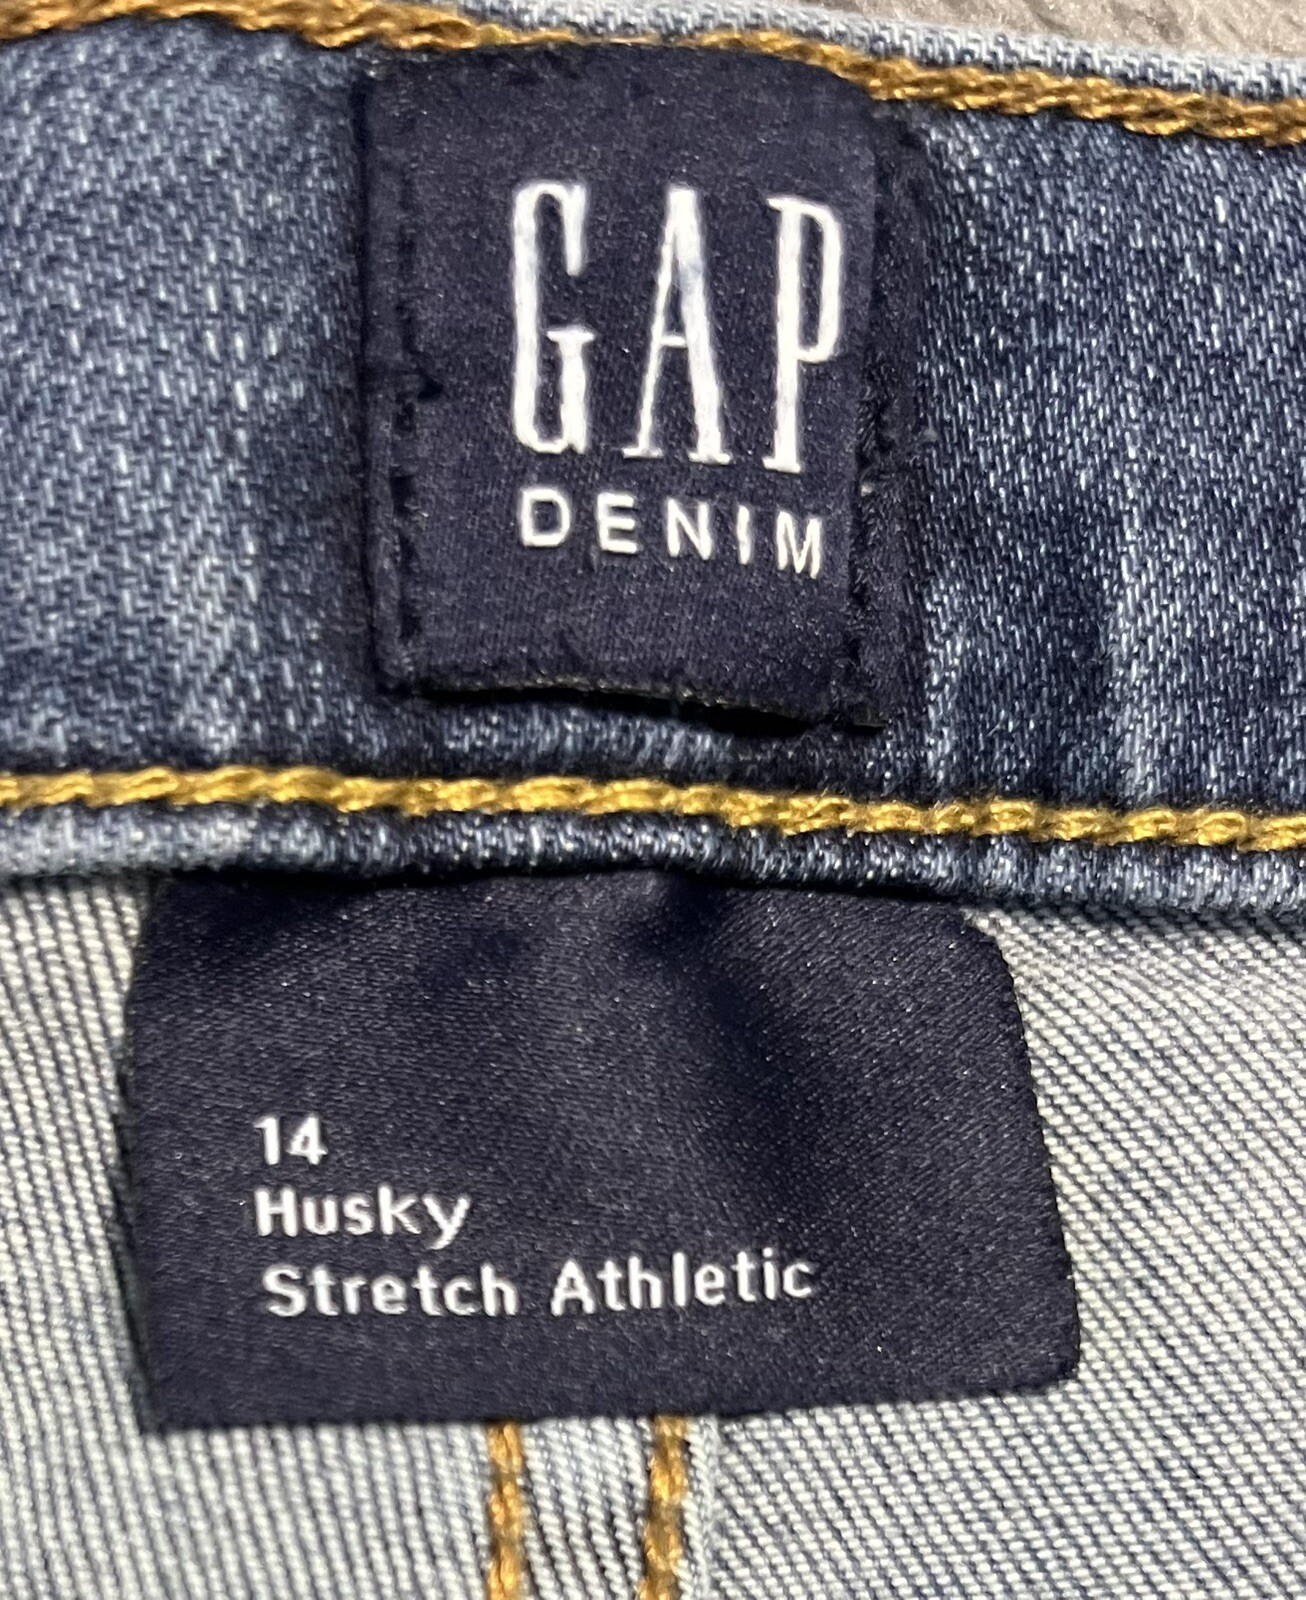 GAP
DENIM
14
Husky
Stretch Athletic